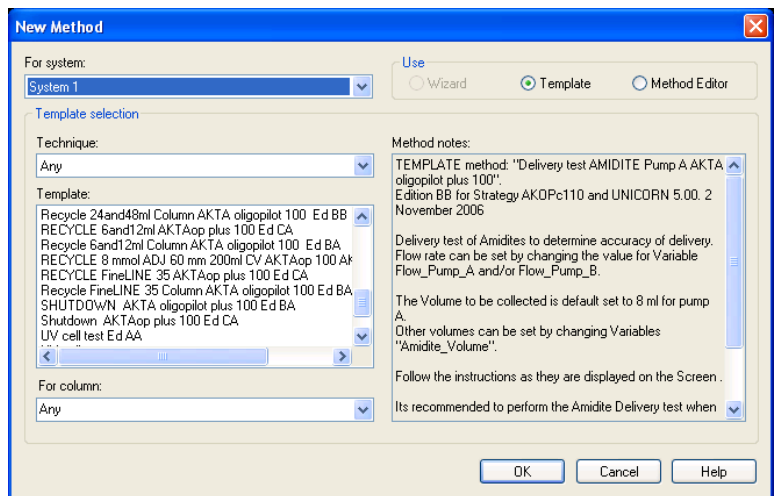 New Method
For system:
System 1
Use
Wizard
Template
Method Editor
Template selection
Technique:
Any
Template:
Recycle 24and48ml Column AKTA oligopilot 100 Ed BB
RECYCLE 6and12ml AKTAop plus 100 Ed CA
Recycle 6and12ml Column AKTA oligopilot 100 Ed BA
RECYCLE 8 mmol ADJ 60 mm 200ml CV AKTAop 100 AK
RECYCLE FineLINE 35 AKTAop plus 100 Ed CA
Recycle FineLINE 35 Column AKTA oligopilot 100 Ed BA
SHUTDOWN AKTA oligopilot plus 100 Ed BA
Shutdown AKTAop plus 100 Ed CA
UV cell test Ed AA
For column:
Any
Method notes:
TEMPLATE method: "Delivery test AMIDITE Pump A AKTA
oligopilot plus 100".
Edition BB for Strategy AKOPc110 and UNICORN 5.00. 2
November 2006
Delivery test of Amidites to determine accuracy of delivery.
Flow rate can be set by changing the value for Variable
Flow_Pump_A and/or Flow_Pump_B.
The Volume to be collected is default set to 8 ml for pump
A.
Other volumes can be set by changing Variables
"Amidite_Volume".
Follow the instructions as they are displayed on the Screen .
Its recommended to perform the Amidite Delivery test when
OK
Cancel
Help